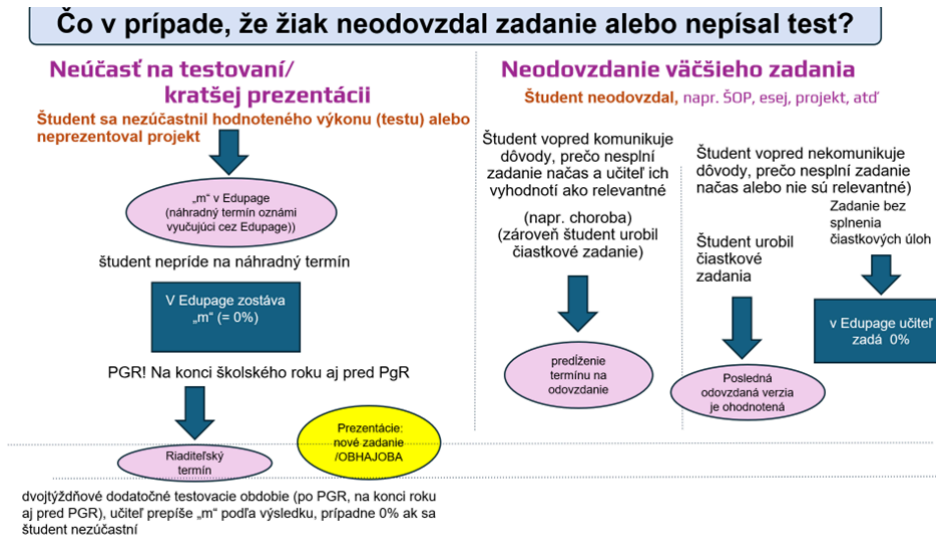 Čo v prípade, že žiak neodovzdal zadanie alebo nepísal test?
Neúčasť na testovaní/
kratšej prezentácii
Študent sa nezúčastnil hodnoteného výkonu (testu) alebo
neprezentoval projekt
„m“ v Edupage
(náhradný termín oznámi
vyučujúci cez Edupage))
študent nepríde na náhradný termín
V Edupage zostáva
„m“ (= 0%)
PGR! Na konci školského roku aj pred PgR
Riaditeľský
termín
Prezentácie:
nové zadanie
/OBHAJOBA
dvojtýždňové dodatočné testovacie obdobie (po PGR, na konci roku
aj pred PGR), učiteľ prepíše „m“ podľa výsledku, prípadne 0% ak sa
študent nezúčastní
Neodovzdanie väčšieho zadania
Študent neodovzdal, napr. ŠOP, esej, projekt, atď
Študent vopred komunikuje
dôvody, prečo nesplní
zadanie načas a učiteľ ich
vyhodnotí ako relevantné
(napr. choroba)
(zároveň študent urobil
čiastkové zadanie)
predĺženie
termínu na
odovzdanie
Študent vopred nekomunikuje
dôvody, prečo nesplní zadanie
načas alebo nie sú relevantné)
Študent urobil
čiastkové
zadania
Posledná
odovzdaná verzia
je ohodnotená
Zadanie bez
splnenia
čiastkových úloh
v Edupage učiteľ
zadá 0%